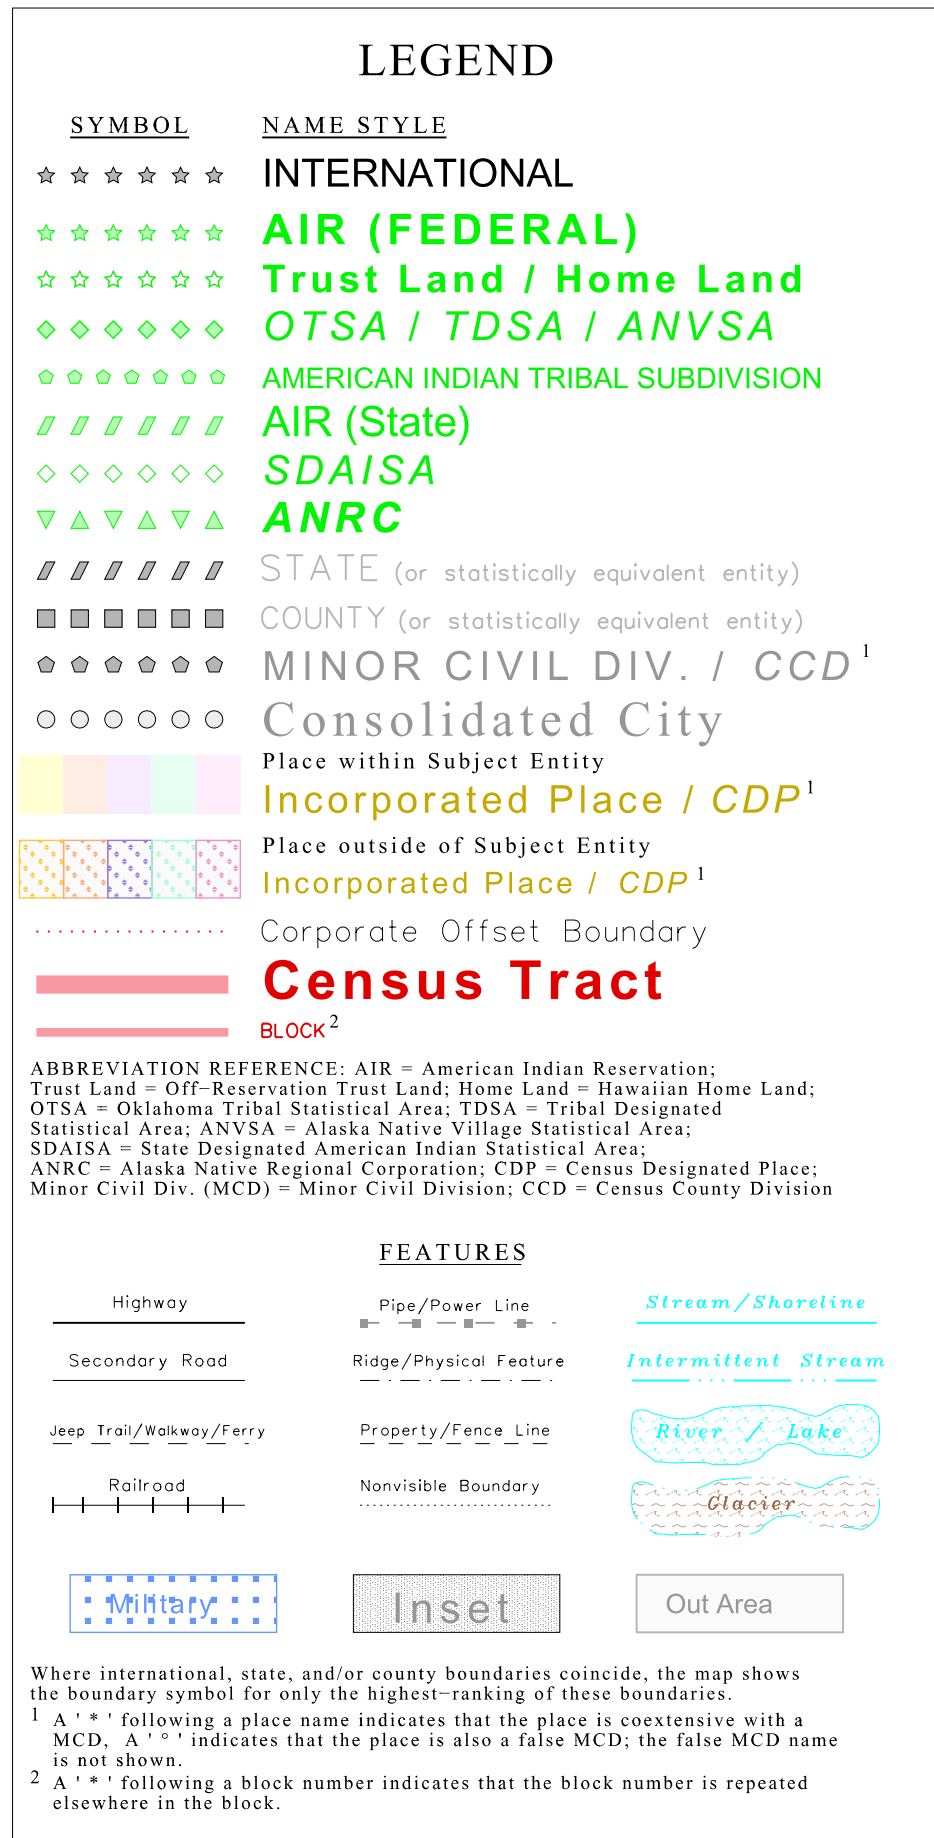 LEGEND
SYMBOL NAME STYLE
INTERNATIONAL
AIR (FEDERAL)
Trust Land / Home Land
OTSA / TDSA / ANVSA
AMERICAN INDIAN TRIBAL SUBDIVISION
AIR (State)
SDAISA
ANRC
STATE (or statistically equivalent entity)
COUNTY (or statistically equivalent entity)
MINOR CIVIL DIV. / CCD 1
Consolidated City
Place within Subject Entity
Incorporated Place / CDP 1
Place outside of Subject Entity
Incorporated Place / CDP 1
Corporate Offset Boundary
Census Tract
BLOCK 2
ABBREVIATION REFERENCE: AIR = American Indian Reservation;
Trust Land = Off−Reservation Trust Land; Home Land = Hawaiian Home Land;
OTSA = Oklahoma Tribal Statistical Area; TDSA = Tribal Designated
Statistical Area; ANVSA = Alaska Native Village Statistical Area;
SDAISA = State Designated American Indian Statistical Area;
ANRC = Alaska Native Regional Corporation; CDP = Census Designated Place;
Minor Civil Div. (MCD) = Minor Civil Division; CCD = Census County Division
FEATURES
Highway
Pipe/Power Line
Stream/Shoreline
Secondary Road
Ridge/Physical Feature
Intermittent Stream
Jeep Trail/Walkway/Ferry
Property/Fence Line
River / Lake
Railroad
Nonvisible Boundary
Glacier
Military
Inset
Out Area
Where international, state, and/or county boundaries coincide, the map shows
the boundary symbol for only the highest−ranking of these boundaries.
1 A ' * ' following a place name indicates that the place is coextensive with a
MCD, A ' ° ' indicates that the place is also a false MCD; the false MCD name
is not shown.
2 A ' * ' following a block number indicates that the block number is repeated
elsewhere in the block.